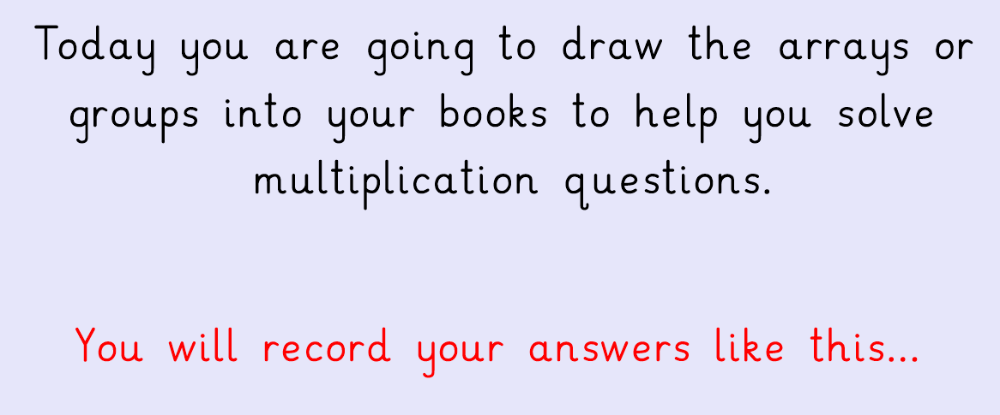 Today you are going to draw the arrays or
groups into your books to help you solve
multiplication questions.
You will record your answers like this...